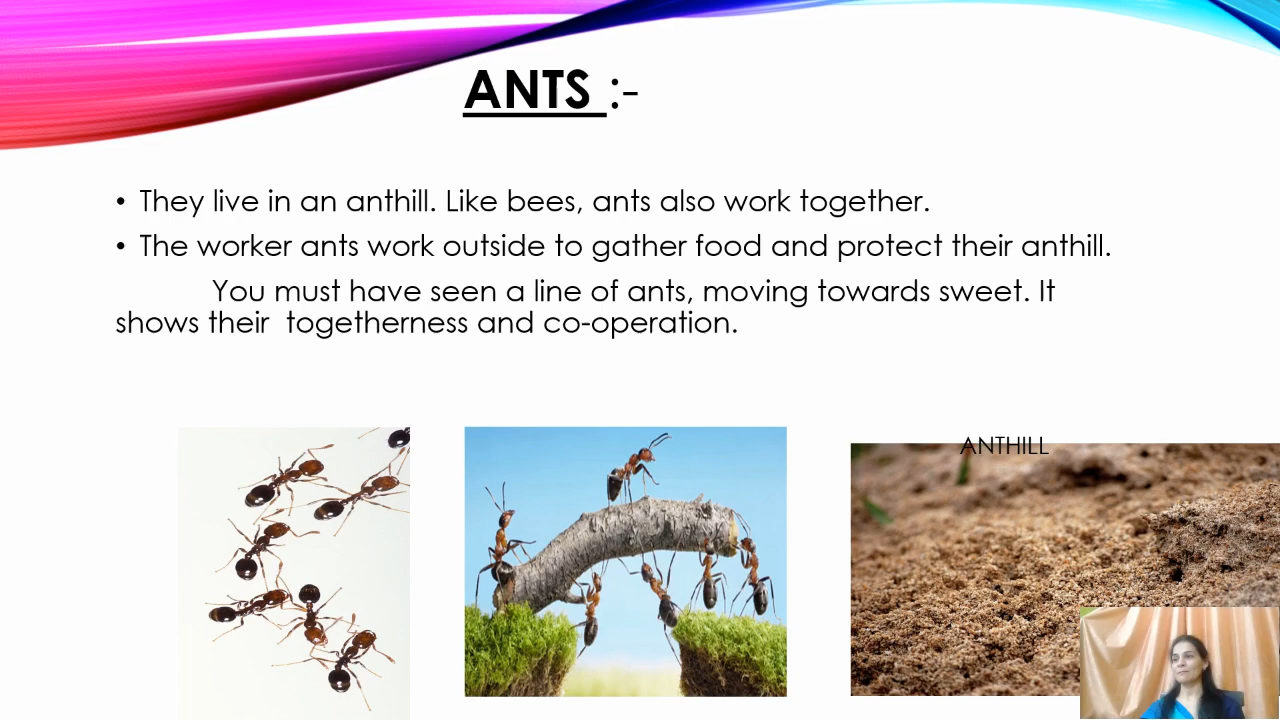 ANTS :-
• They live in an anthill. Like bees, ants also work together.
• The worker ants work outside to gather food and protect their anthill.
You must have seen a line of ants, moving towards sweet. It
shows their  togetherness and co-operation.
ANTHILL